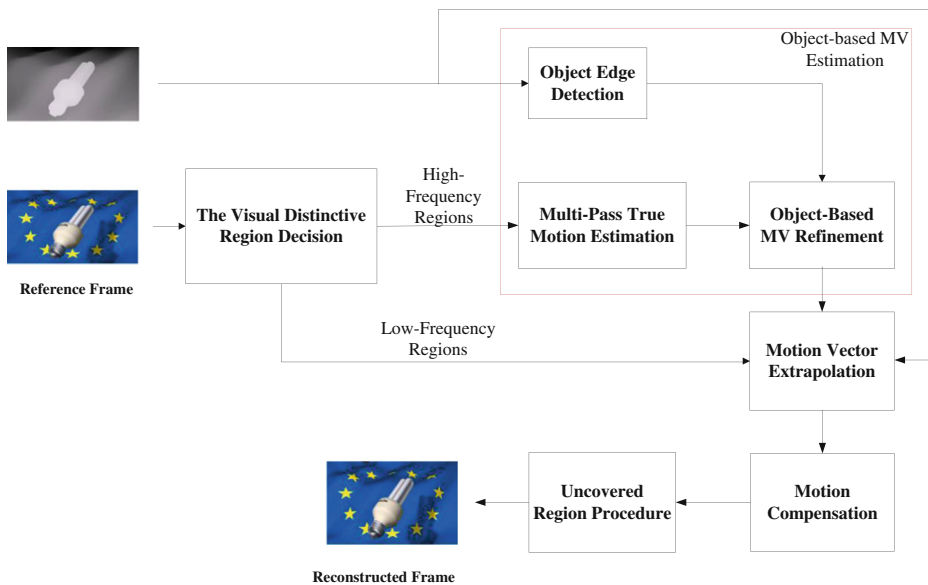 Object-based MV
Estimation
Object Edge
Detection
High-
Frequency
Regions
The Visual Distinctive
Region Decision
Multi-Pass True
Motion Estimation
Object-Based
MV Refinement
Reference Frame
Low-Frequency
Regions
Motion Vector
Extrapolation
Uncovered
Region Procedure
Motion
Compensation
Reconstructed Frame